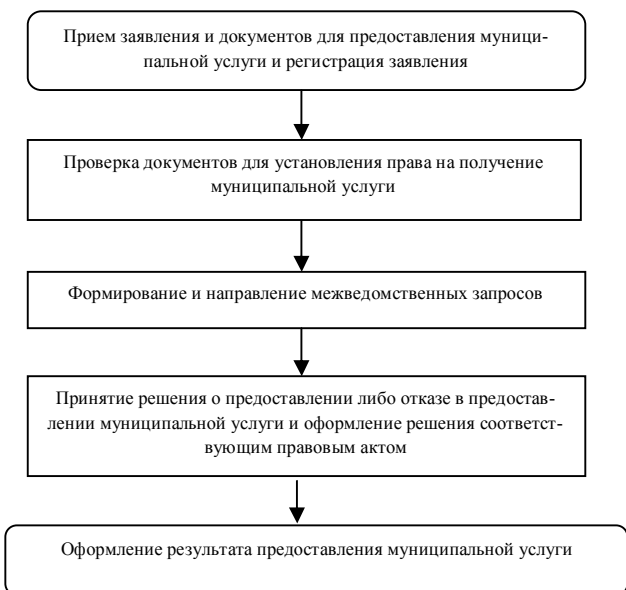 Прием заявления и документов для предоставления муници-
пальной услуги и регистрация заявления
Проверка документов для установления права на получение
муниципальной услуги
Формирование и направление межведомственных запросов
Принятие решения о предоставлении либо отказе в предостав-
лении муниципальной услуги и оформление решения соответст-
вующим правовым актом
Оформление результата предоставления муниципальной услуги